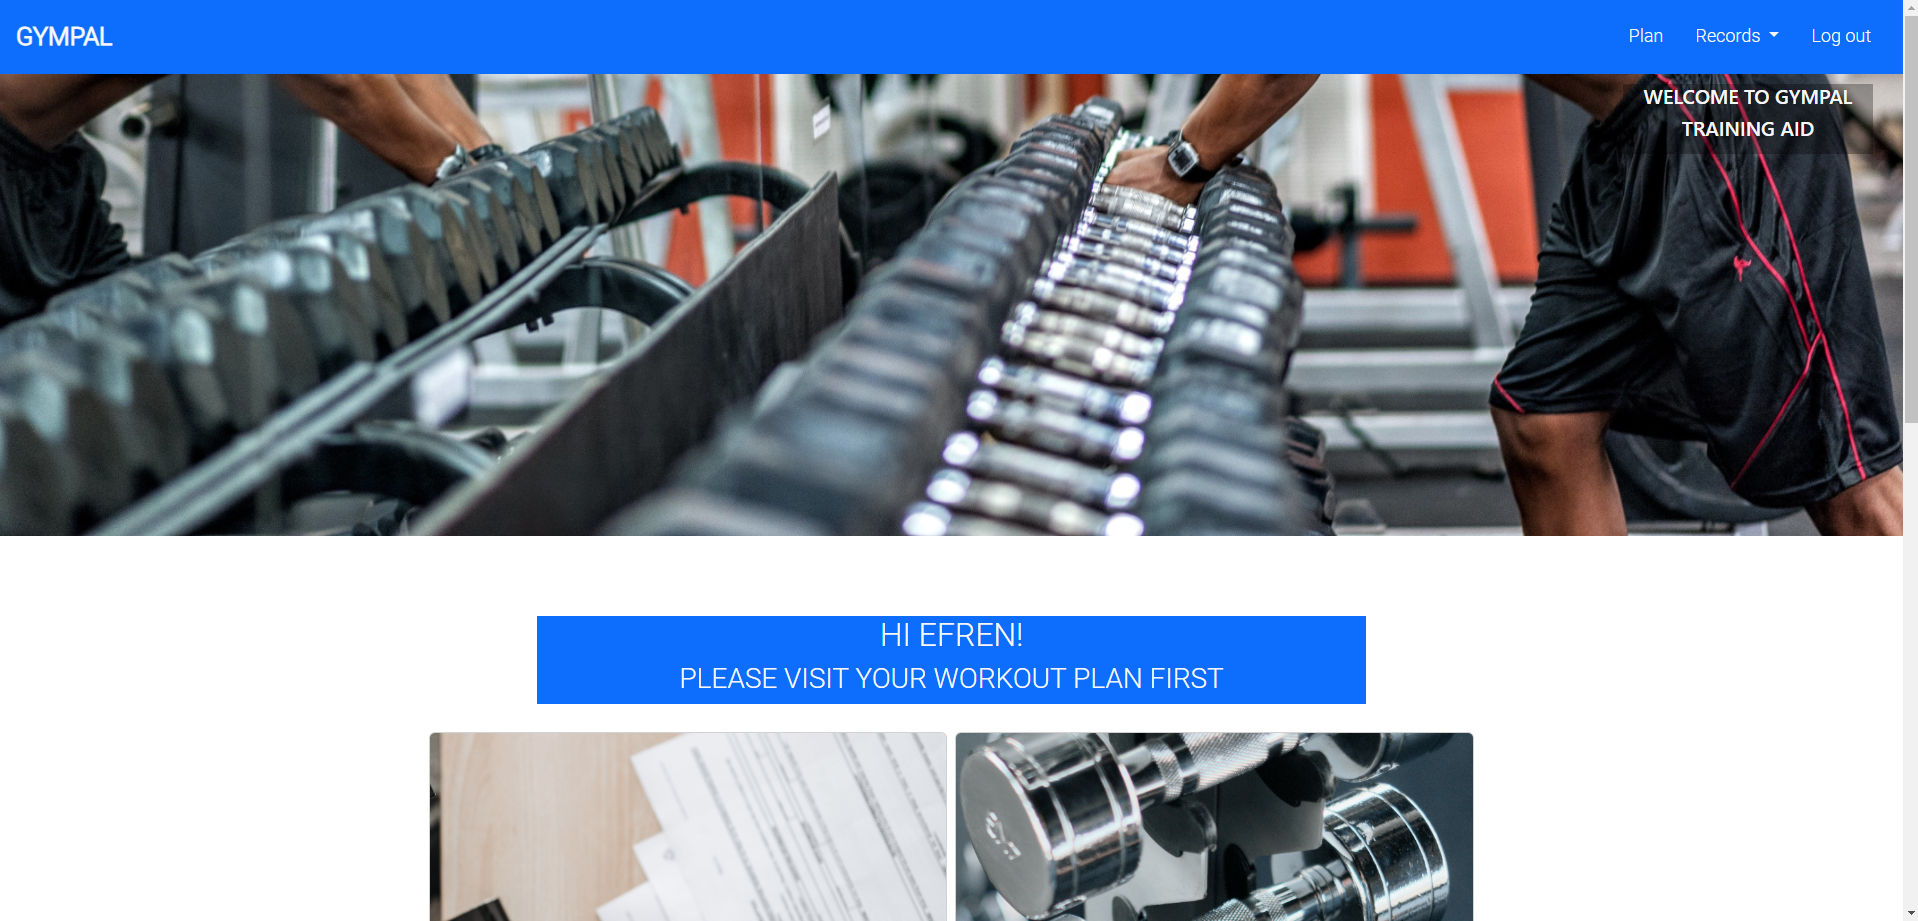 GYMPAL
Plan
Records
Log out
WELCOME TO GYMPAL
TRAINING AID
HI EFREN!
PLEASE VISIT YOUR WORKOUT PLAN FIRST